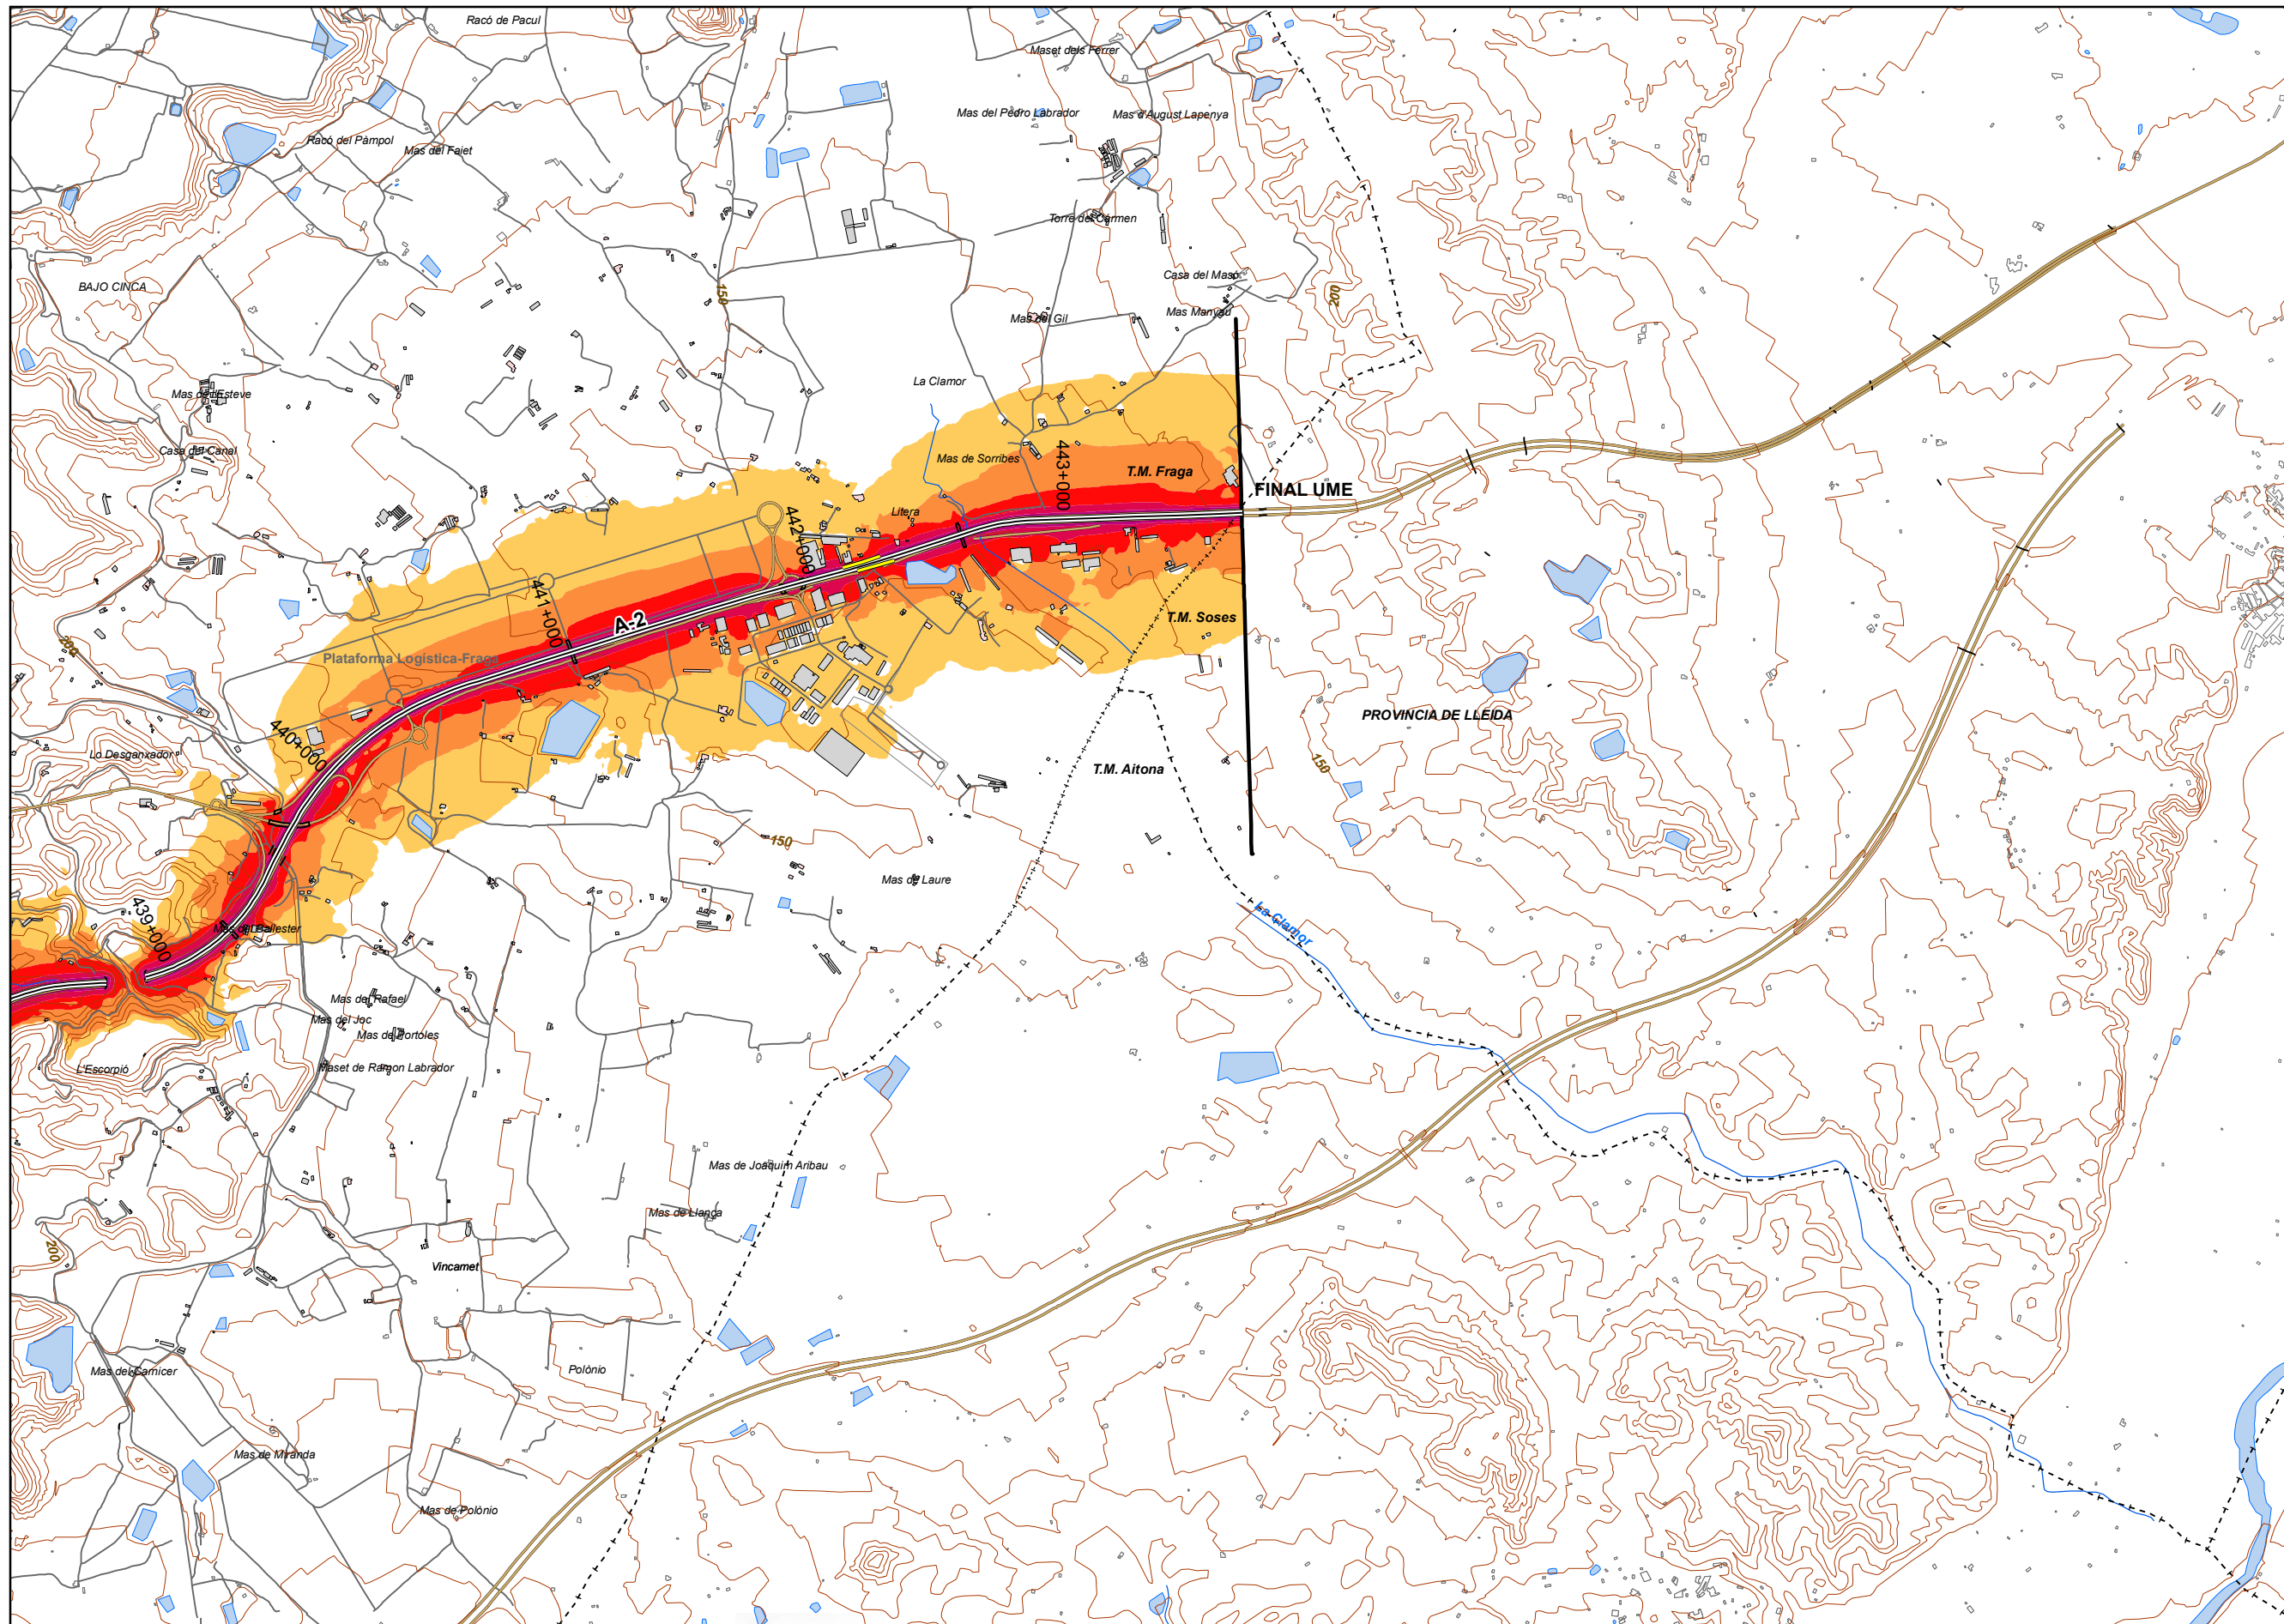 Racó de Pacul
Maset dels Ferrer
Mas del Pedro Labrador
Mas d'August Lapenya
Racó del Pàmpol
Mas del Faiet
Torre del Carmen
Casa del Masó
BAJO CINCA
150
200
Mas del Gil
Mas Manyau
La Clamor
Mas de l'Esteve
Casa del Canal
Mas de Sorribes
443+000
T.M. Fraga
FINAL UME
Litera
442+000
441+000
A-2
T.M. Soses
200
Plataforma Logística-Fraga
PROVINCIA DE LLEIDA
440+000
Lo Desganxador
T.M. Aitona
150
150
Mas de Laure
439+000
La Clamor
Mas del Rafael
Mas del Joc
Mas de Portoles
L'Escorpió
Maset de Ramon Labrador
Mas de Joaquim Aribau
Mas de Llança
200
Vincamet
Mas del Carnicer
Polònio
Mas de Miranda
Mas de Polònio